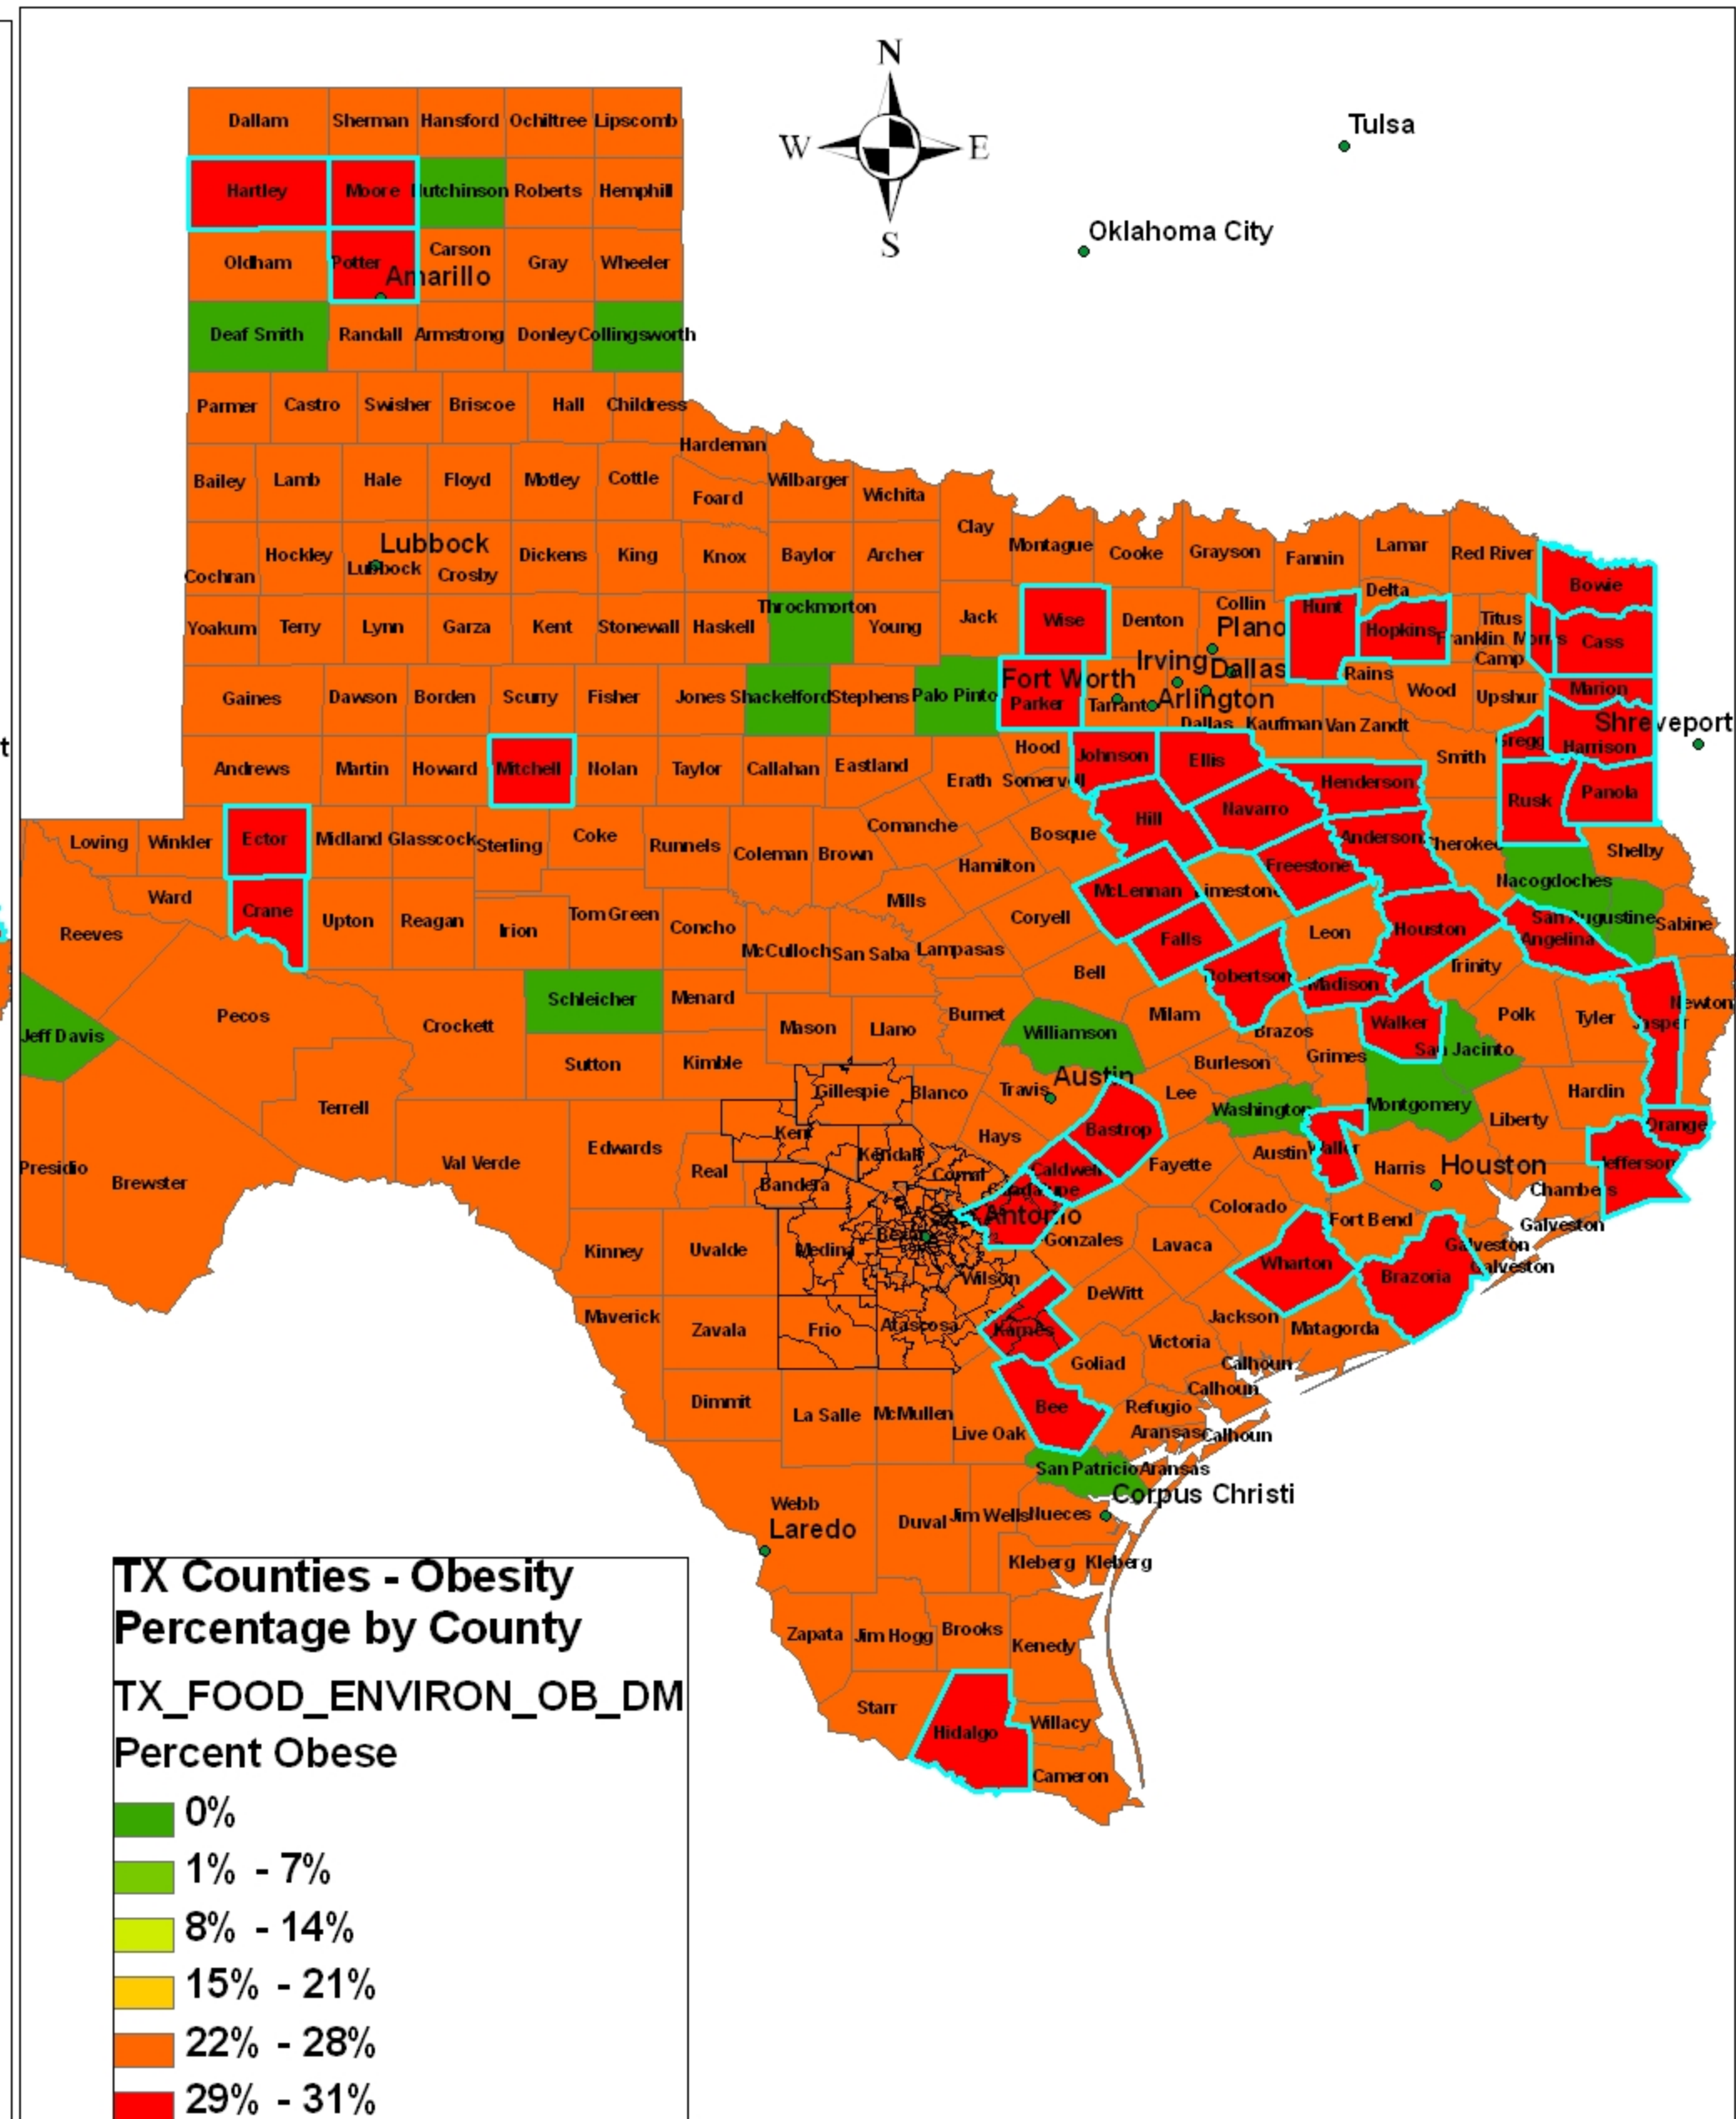 N
W E
S
Tulsa
Oklahoma City
Dallam Sherman Hansford Ochiltree Lipscomb
Hartley Moore Hutchinson Roberts Hemphill
Oldham Potter Carson Gray Wheeler
Amarillo
Deaf Smith Randall Armstrong Donley Collingsworth
Parmer Castro Swisher Briscoe Hall Childress
Hardeman
Bailey Lamb Hale Floyd Motley Cottle Foard Wilbarger Wichita
Clay
Lubbock
Cochran Hockley Lubbock Crosby Dickens King Knox Baylor Archer Montague Cooke Grayson Fannin Lamar Red River
Bowie
Delta
Yoakum Terry Lynn Garza Kent Stonewall Haskell Throckmorton Young Jack Wise Denton Collin Hunt Hopkins Franklin Titus Morris Cass
Plano
Camp
Irving Dallas
Fort Worth
Gaines Dawson Borden Scurry Fisher Jones Shackelford Stephens Palo Pinto Parker Tarrant Arlington Rains Wood Upshur Marion
Dallas Kaufman Van Zandt
Shreveport
t
Andrews Martin Howard Mitchell Nolan Taylor Callahan Eastland Erath Hood Somervell Johnson Ellis Henderson Smith Gregg Harrison
Rusk Panola
Loving Winkler Ector Midland Glasscock Sterling Coke Runnels Coleman Brown Comanche Hamilton Bosque Hill Navarro Anderson Cherokee Shelby
Ward Crane Upton Reagan Irion Tom Green Concho Mills Coryell McLennan Limestone Freestone Nacogdoches
Reeves McCulloch San Saba Lampasas Falls Leon Houston Angelina San Augustine Sabine
Bell Robertson Madison Trinity
Jeff Davis Pecos Crockett Schleicher Menard Mason Llano Burnet Williamson Milam Brazos Walker Polk Tyler Jasper Newton
Sutton Kimble Burleson Grimes San Jacinto
Terrell Gillespie Blanco Travis Austin Lee Washington Montgomery Liberty Hardin
Presidio Brewster Val Verde Edwards Real Kerr Kendall Hays Bastrop Orange
Bandera Comal Caldwell Fayette Austin Waller Harris Houston Jefferson
Guadalupe Chambers
Antonio Colorado Fort Bend Galveston
Kinney Uvalde Medina Bexar Gonzales Lavaca Wharton Brazoria Galveston
Galveston
Wilson DeWitt
Maverick Zavala Frio Atascosa Karnes Victoria Jackson Matagorda
Goliad Calhoun
Dimmit La Salle McMullen Live Oak Bee Refugio Calhoun
Aransas Calhoun
San Patricio Aransas
Corpus Christi
Webb
Laredo
Duval Jim Wells Nueces
Kleberg Kleberg
Zapata Jim Hogg Brooks Kenedy
Starr Hidalgo Willacy
Cameron
TX Counties - Obesity
Percentage by County
TX_FOOD_ENVIRON_OB_DM
Percent Obese
0%
1% - 7%
8% - 14%
15% - 21%
22% - 28%
29% - 31%